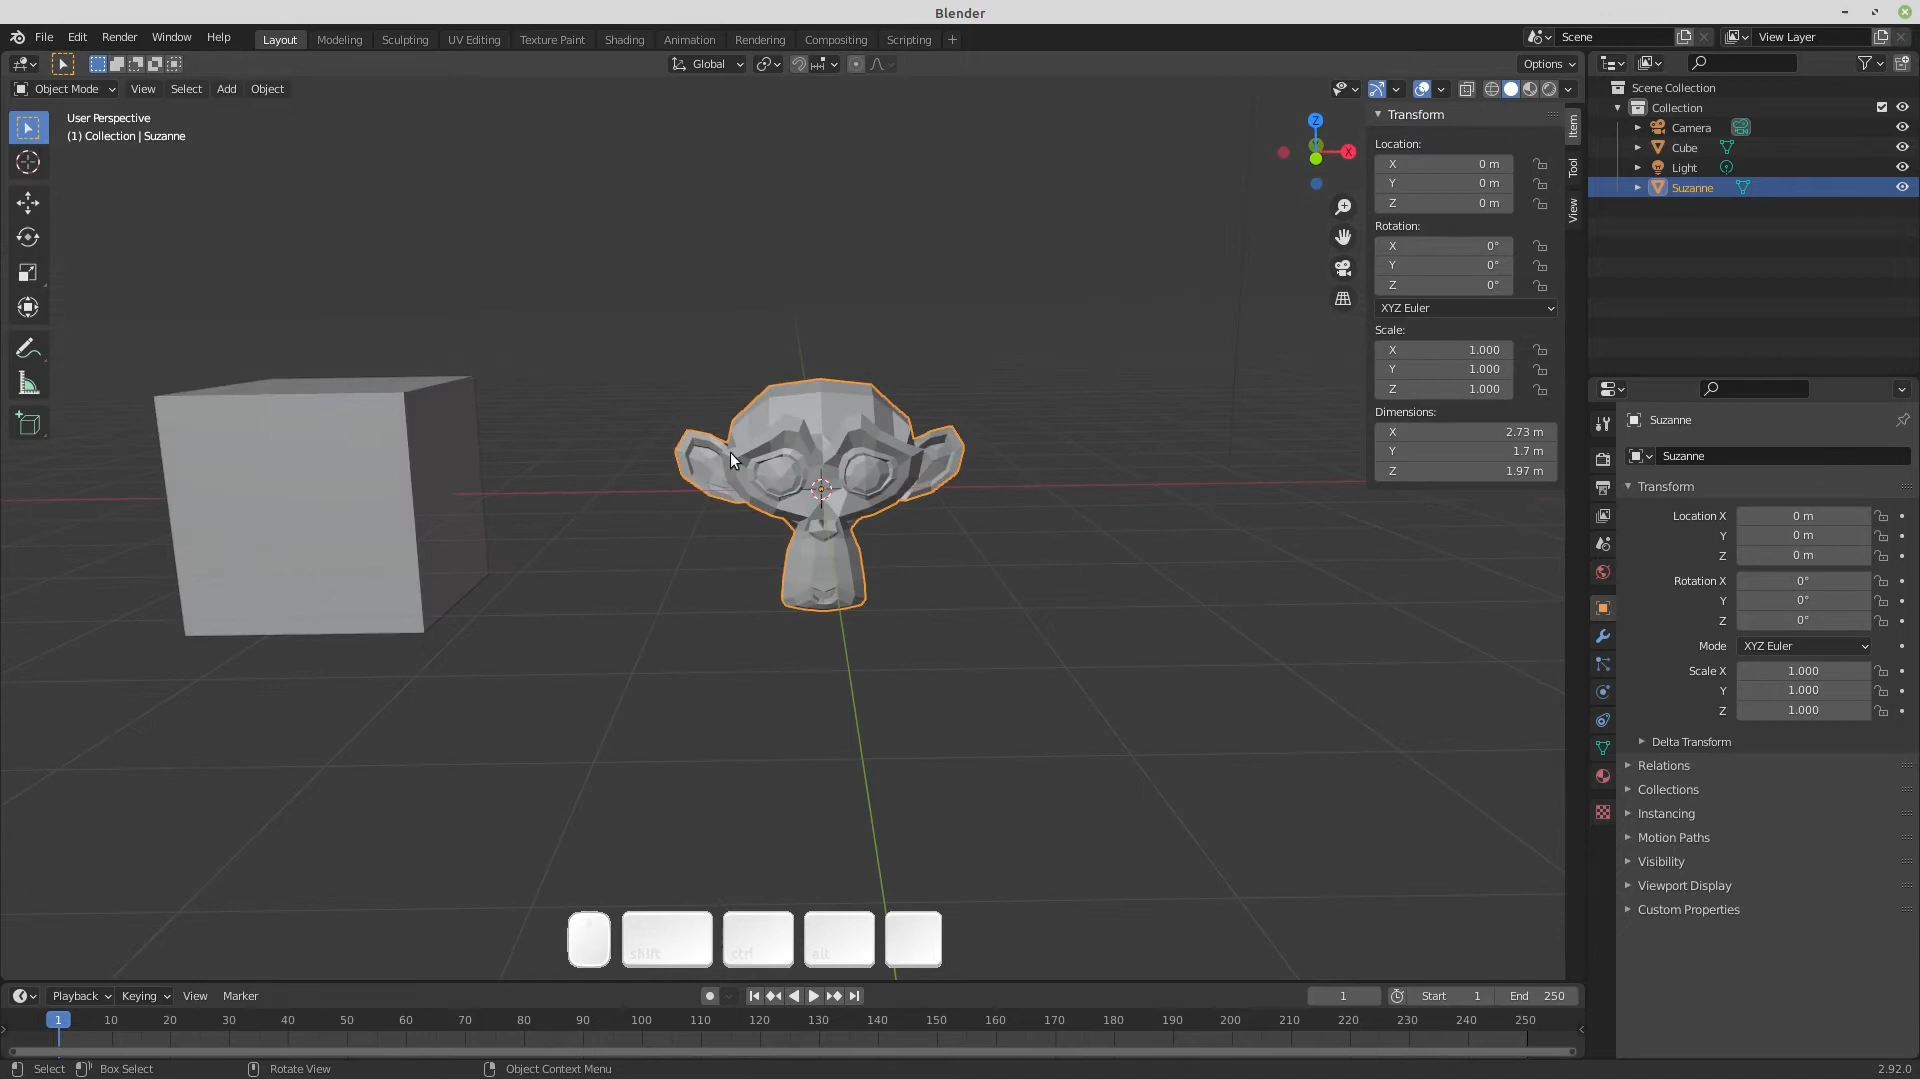 Blender
File Edit Render Window Help
Layout Modeling Sculpting UV Editing Texture Paint Shading Animation Rendering Compositing Scripting +
Scene
View Layer
Global
Options
Object Mode View Select Add Object
User Perspective
(1) Collection | Suzanne
Z
X
Transform
Location:
X 0 m
Y 0 m
Z 0 m
Rotation:
X 0°
Y 0°
Z 0°
XYZ Euler
Scale:
X 1.000
Y 1.000
Z 1.000
Dimensions:
X 2.73 m
Y 1.7 m
Z 1.97 m
Item
Tool
View
Scene Collection
Collection
Camera
Cube
Light
Suzanne
Suzanne
Suzanne
Transform
Location X 0 m
Y 0 m
Z 0 m
Rotation X 0°
Y 0°
Z 0°
Mode XYZ Euler
Scale X 1.000
Y 1.000
Z 1.000
Delta Transform
Relations
Collections
Instancing
Motion Paths
Visibility
Viewport Display
Custom Properties
shift ctrl alt
Playback Keying View Marker
1 Start 1 End 250
1 10 20 30 40 50 60 70 80 90 100 110 120 130 140 150 160 170 180 190 200 210 220 230 240 250
Select Box Select Rotate View Object Context Menu 2.92.0